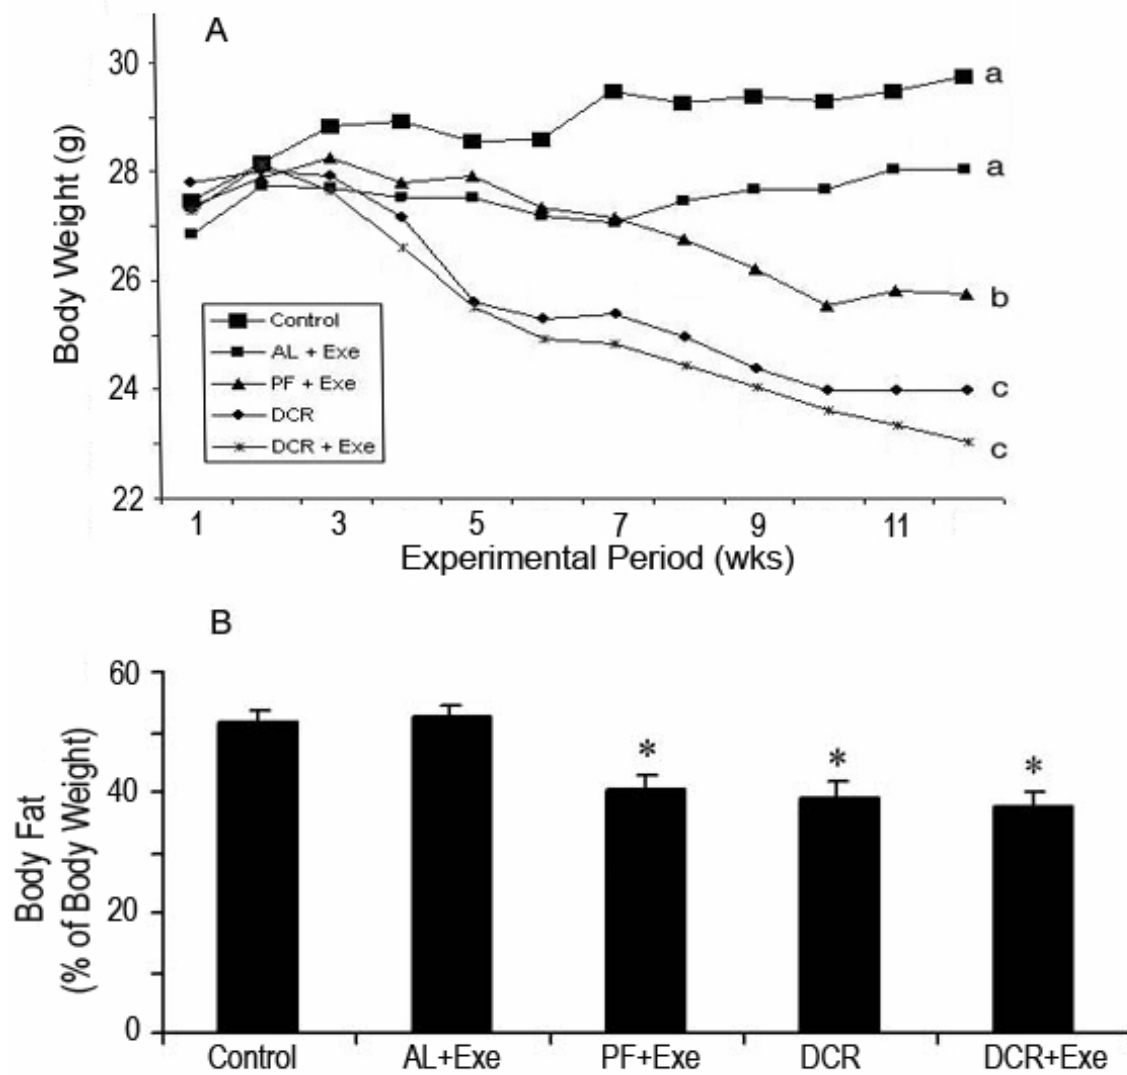 A
30
28
26
24
22
Body Weight (g)
a
a
b
c
c
Control
AL + Exe
PF + Exe
DCR
DCR + Exe
1 3 5 7 9 11
Experimental Period (wks)
B
60
40
20
0
Body Fat
(% of Body Weight)
* * *
Control AL+Exe PF+Exe DCR DCR+Exe